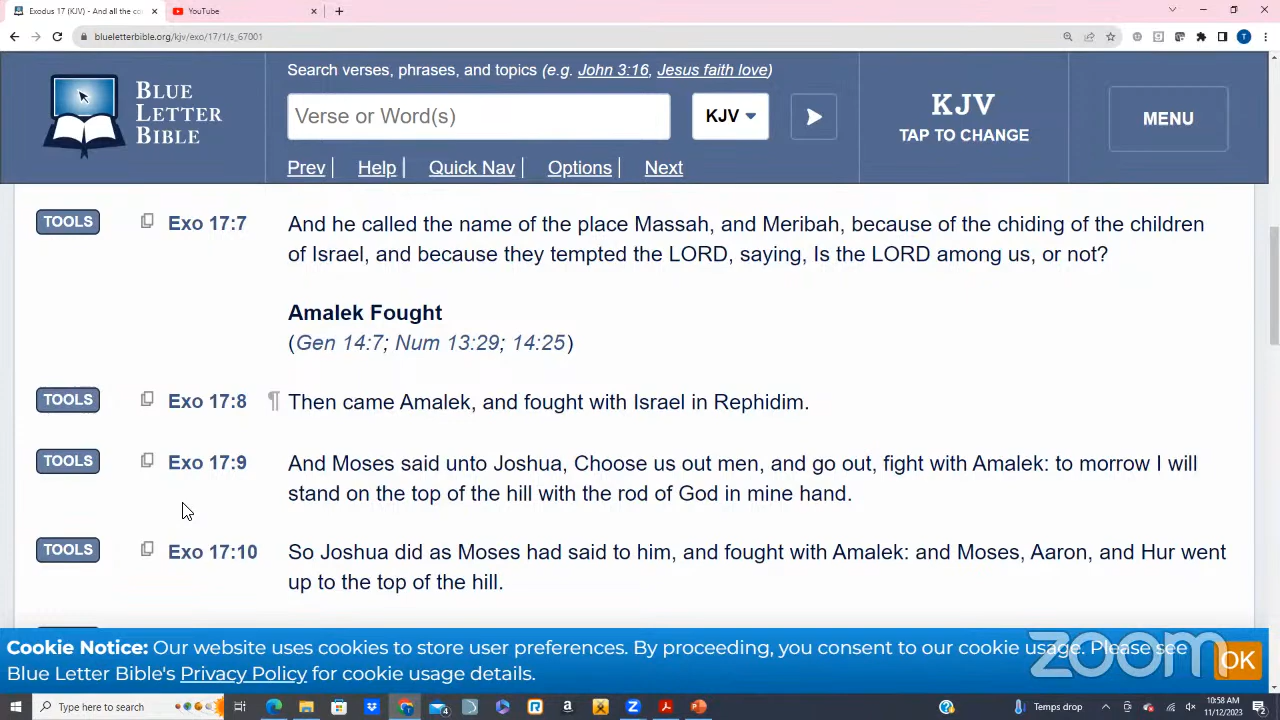 Exodus 17 (KJV) - And all the co
YouTube
blueletterbible.org/kjv/exo/17/1/s_67001
T
BLUE
LETTER
BIBLE
Search verses, phrases, and topics (e.g. John 3:16, Jesus faith love)
Verse or Word(s)
KJV
Prev | Help | Quick Nav | Options | Next
KJV
TAP TO CHANGE
MENU
TOOLS Exo 17:7 And he called the name of the place Massah, and Meribah, because of the chiding of the children
of Israel, and because they tempted the LORD, saying, Is the LORD among us, or not?
Amalek Fought
(Gen 14:7; Num 13:29; 14:25)
TOOLS Exo 17:8 ¶ Then came Amalek, and fought with Israel in Rephidim.
TOOLS Exo 17:9 And Moses said unto Joshua, Choose us out men, and go out, fight with Amalek: to morrow I will
stand on the top of the hill with the rod of God in mine hand.
TOOLS Exo 17:10 So Joshua did as Moses had said to him, and fought with Amalek: and Moses, Aaron, and Hur went
up to the top of the hill.
Cookie Notice: Our website uses cookies to store user preferences. By proceeding, you consent to our cookie usage. Please see
Blue Letter Bible's Privacy Policy for cookie usage details.
OK
zoom
Type here to search
Temps drop
10:58 AM
11/12/2023